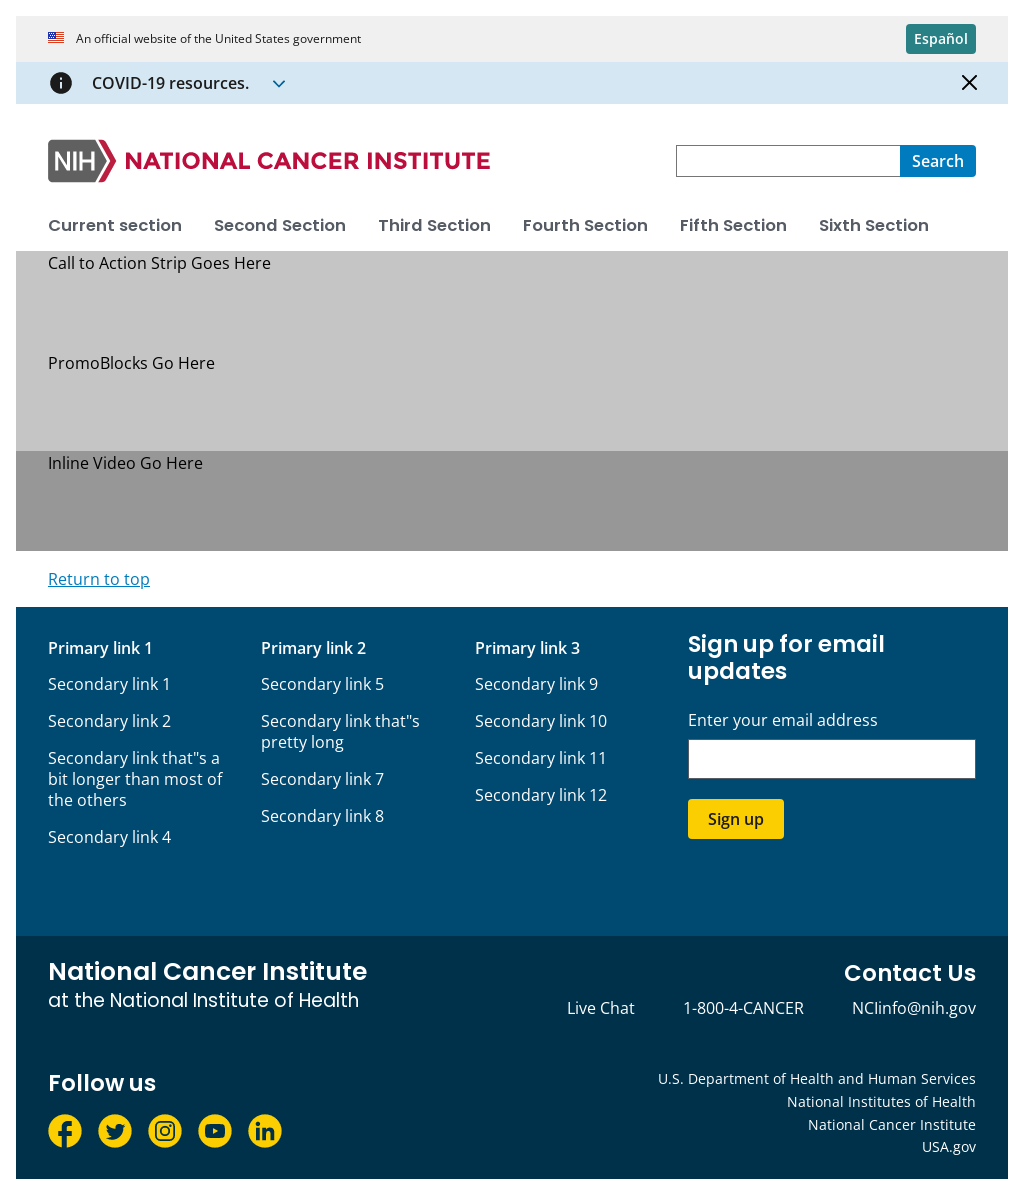 An official website of the United States government
Español
COVID-19 resources.
NIH NATIONAL CANCER INSTITUTE
Search
Current section
Second Section
Third Section
Fourth Section
Fifth Section
Sixth Section
Call to Action Strip Goes Here
PromoBlocks Go Here
Inline Video Go Here
Return to top
Primary link 1
Secondary link 1
Secondary link 2
Secondary link that"s a
bit longer than most of
the others
Secondary link 4
Primary link 2
Secondary link 5
Secondary link that"s
pretty long
Secondary link 7
Secondary link 8
Primary link 3
Secondary link 9
Secondary link 10
Secondary link 11
Secondary link 12
Sign up for email
updates
Enter your email address
Sign up
National Cancer Institute
at the National Institute of Health
Contact Us
Live Chat
1-800-4-CANCER
NCIinfo@nih.gov
Follow us
U.S. Department of Health and Human Services
National Institutes of Health
National Cancer Institute
USA.gov